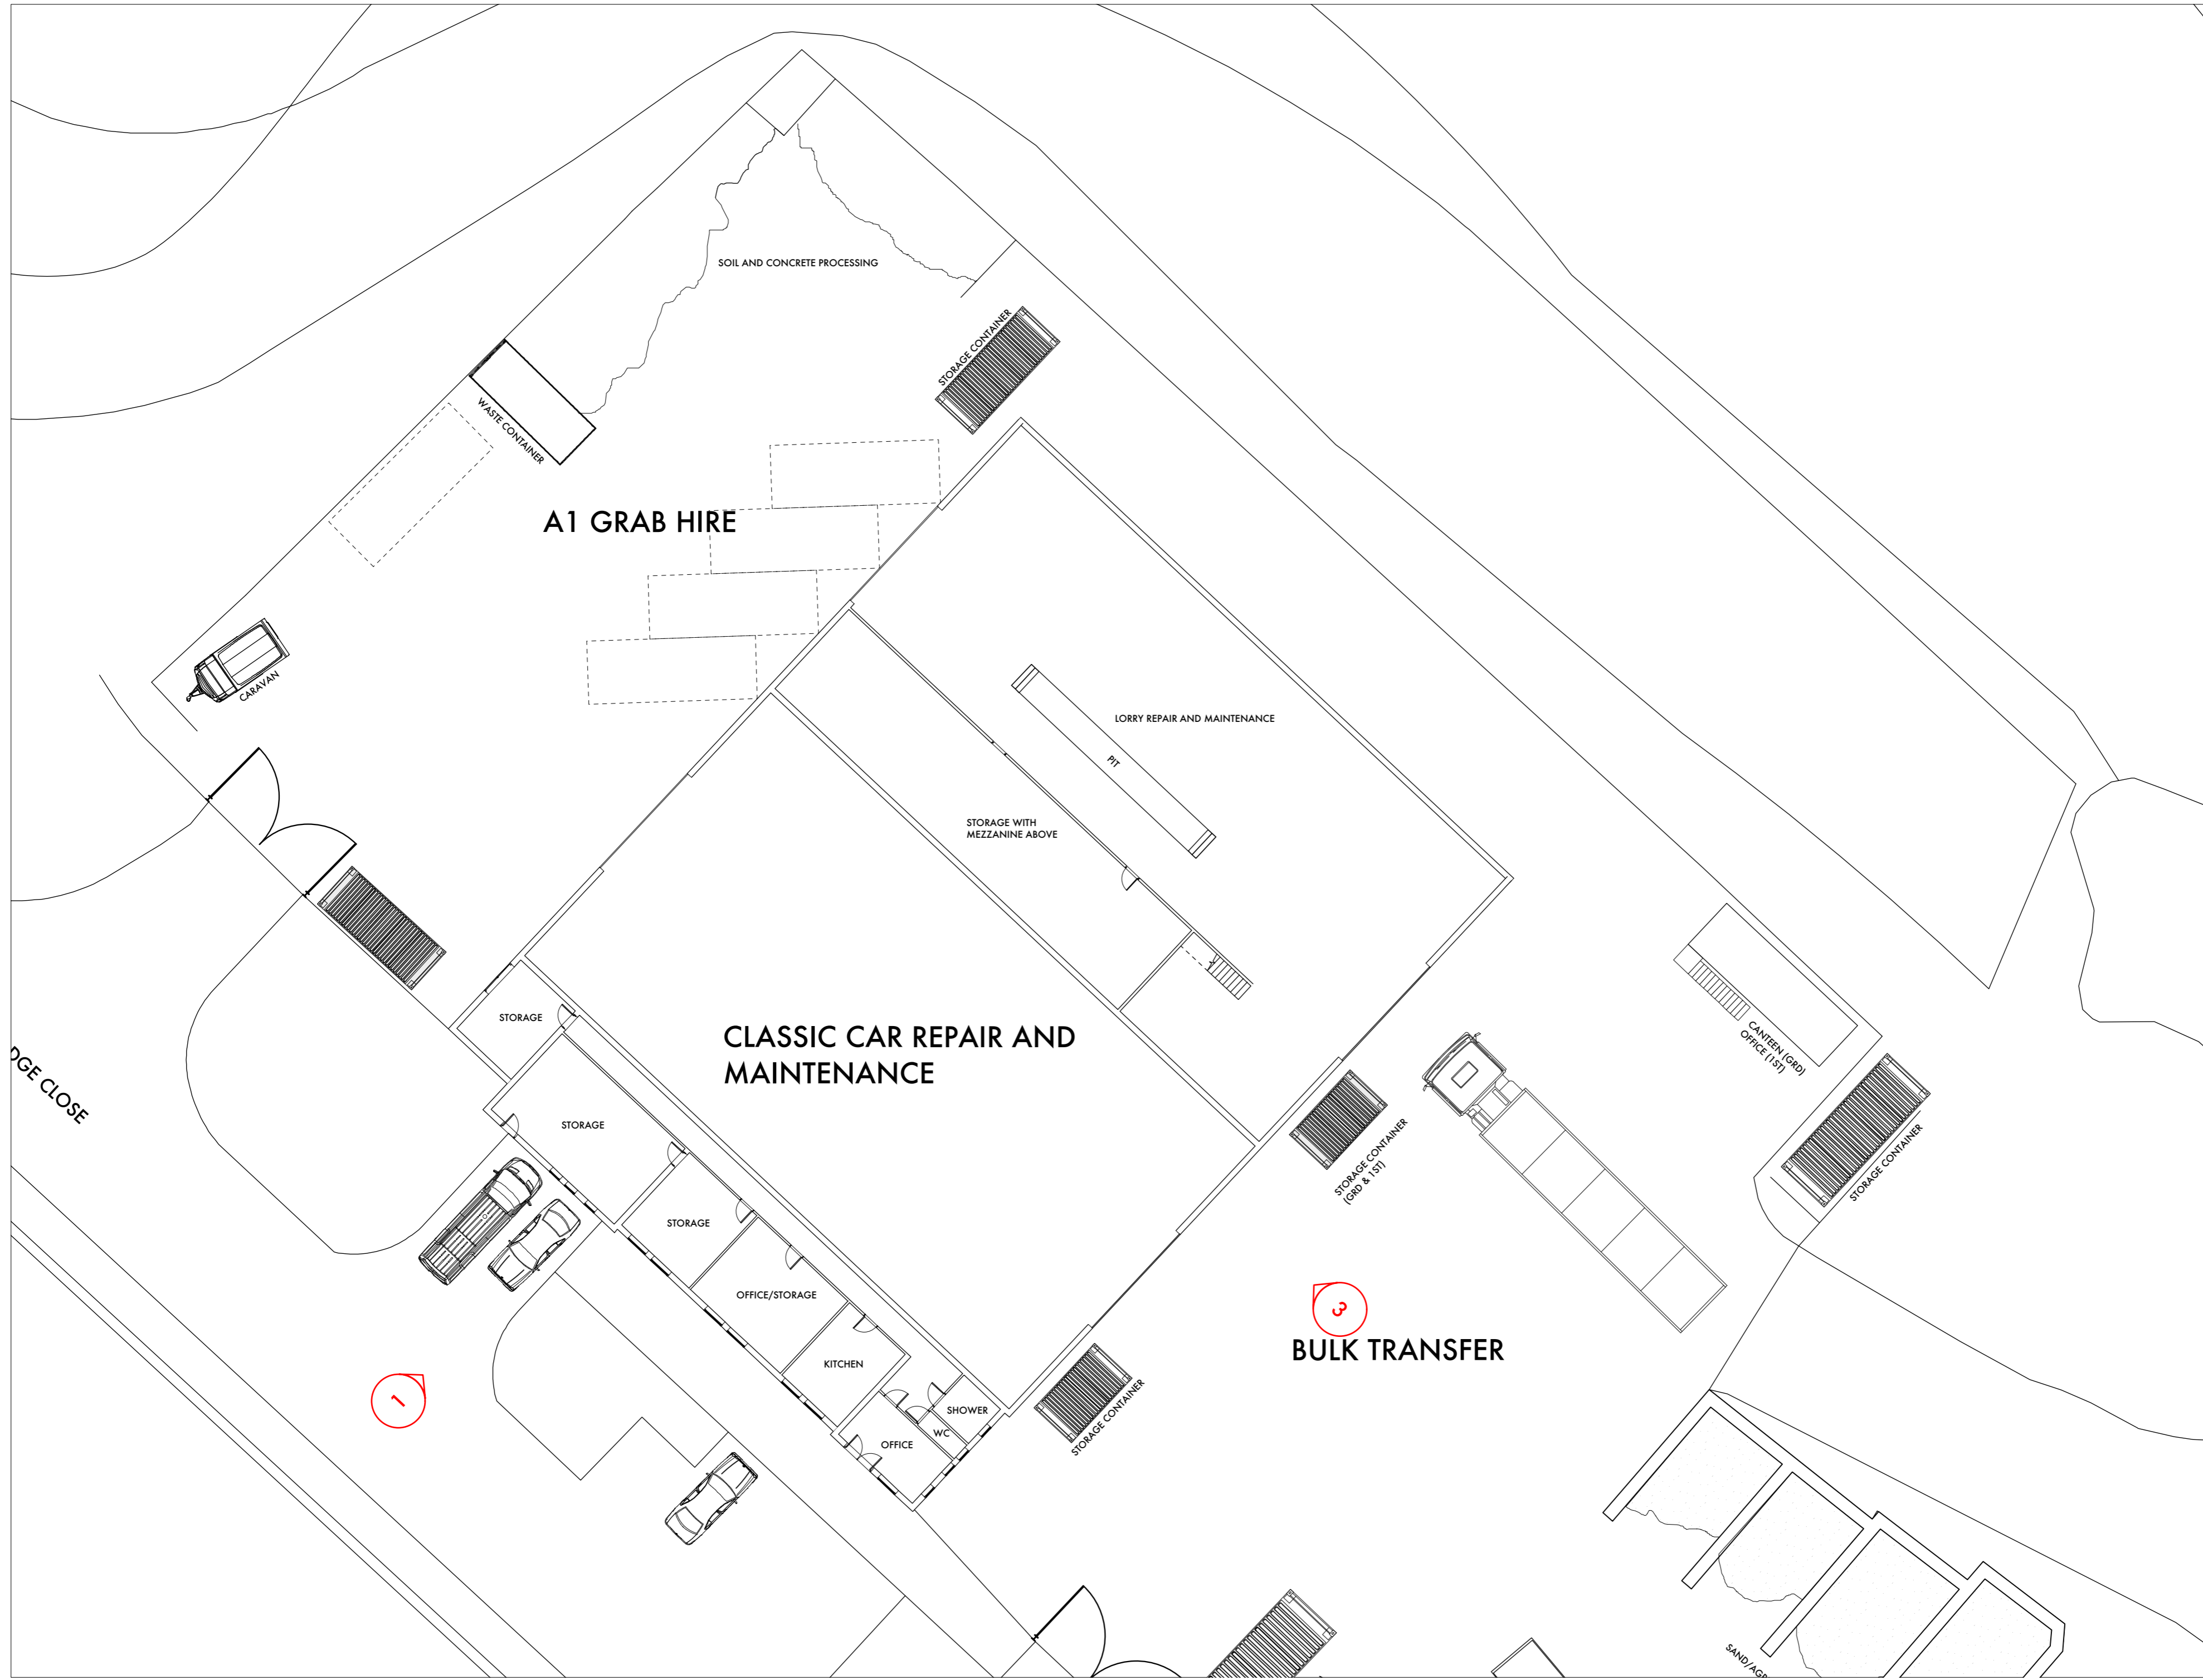 SOIL AND CONCRETE PROCESSING
STORAGE CONTAINER
WASTE CONTAINER
A1 GRAB HIRE
CARAVAN
LORRY REPAIR AND MAINTENANCE
PIT
STORAGE WITH
MEZZANINE ABOVE
STORAGE
CLASSIC CAR REPAIR AND
MAINTENANCE
CANTEEN (GRD)
OFFICE (1ST)
DGE CLOSE
STORAGE
STORAGE CONTAINER
(GRD & 1ST)
STORAGE CONTAINER
STORAGE
OFFICE/STORAGE
3
BULK TRANSFER
KITCHEN
1
SHOWER
WC
OFFICE
STORAGE CONTAINER
SAND/AGR